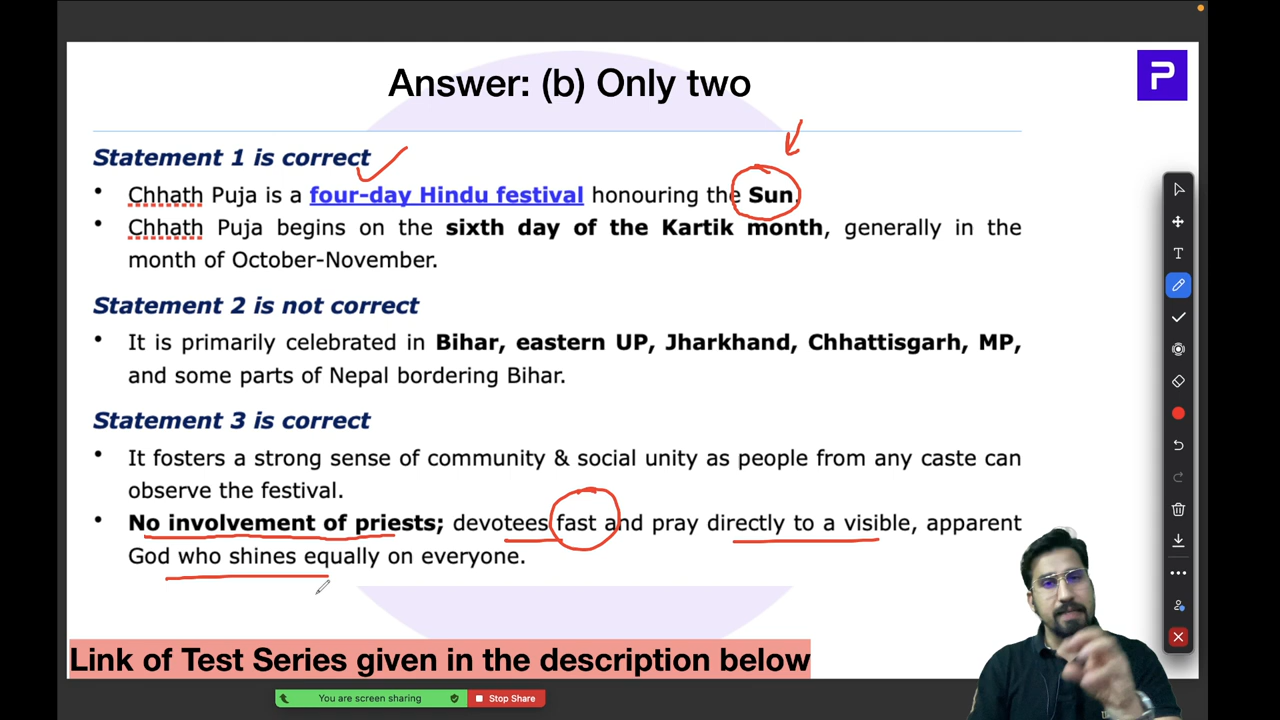 Answer: (b) Only two
P
Statement 1 is correct
• Chhath Puja is a four-day Hindu festival honouring the Sun.
• Chhath Puja begins on the sixth day of the Kartik month, generally in the
month of October-November.
Statement 2 is not correct
• It is primarily celebrated in Bihar, eastern UP, Jharkhand, Chhattisgarh, MP,
and some parts of Nepal bordering Bihar.
Statement 3 is correct
• It fosters a strong sense of community & social unity as people from any caste can
observe the festival.
• No involvement of priests; devotees fast and pray directly to a visible, apparent
God who shines equally on everyone.
Link of Test Series given in the description below
You are screen sharing
Stop Share